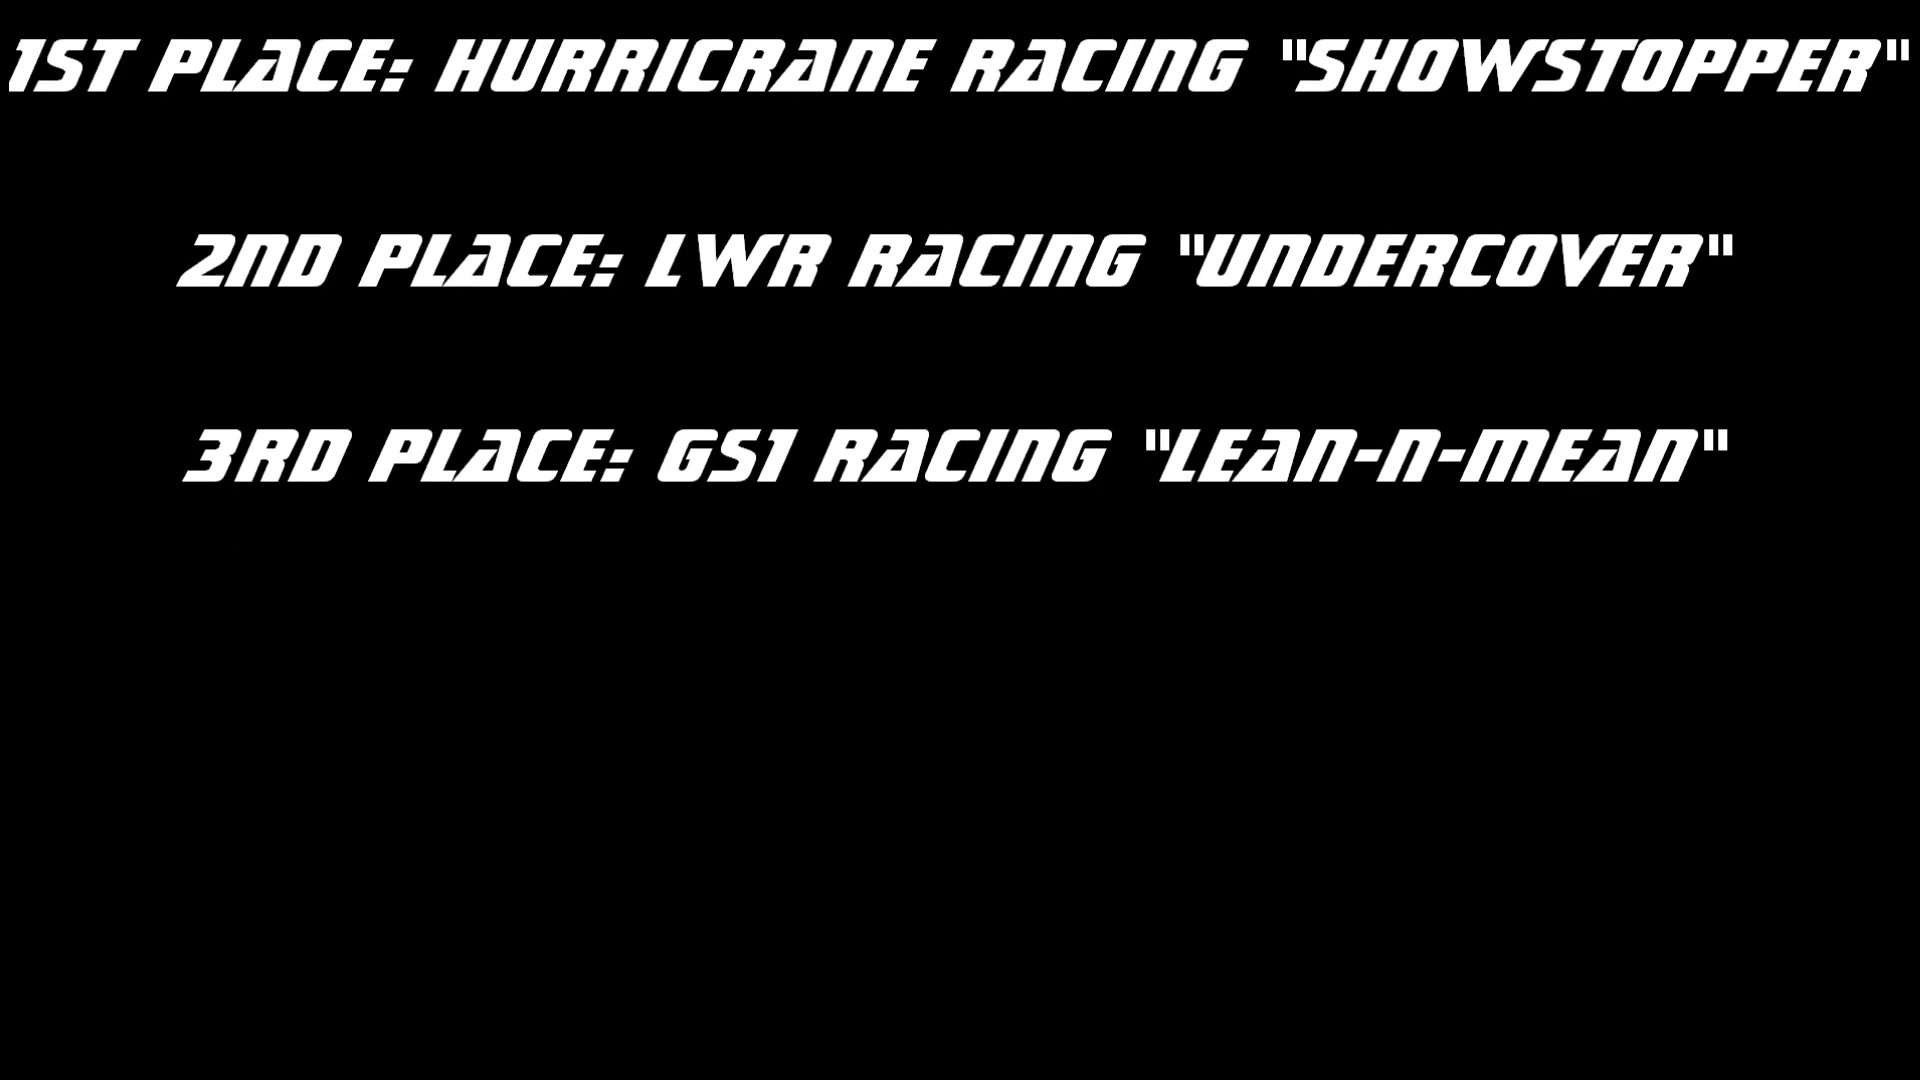 1ST PLACE: HURRICRANE RACING "SHOWSTOPPER"
2ND PLACE: LWR RACING "UNDERCOVER"
3RD PLACE: GS1 RACING "LEAN-N-MEAN"